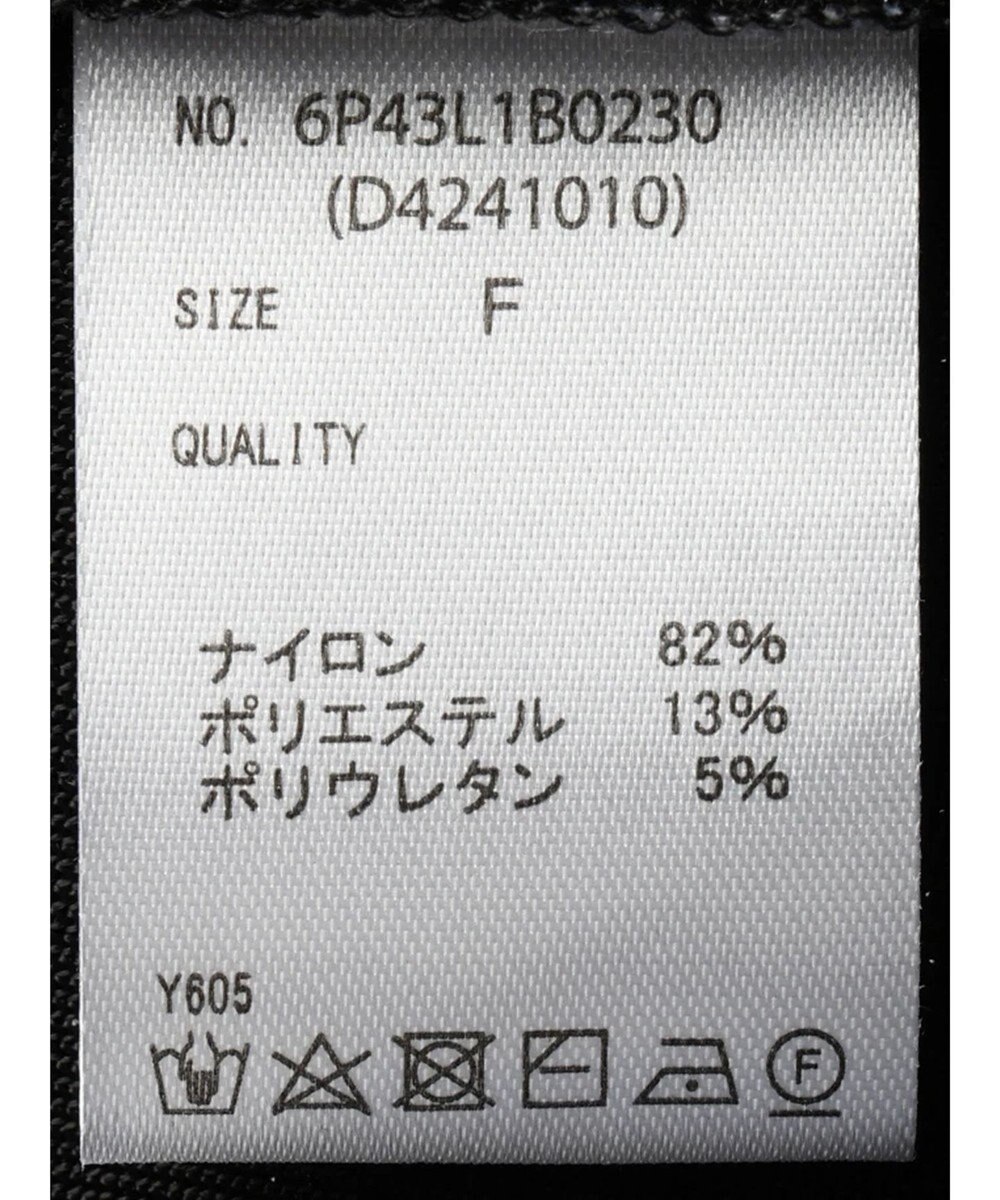 NO. 6P43L1B0230
(D4241010)
SIZE F
QUALITY
ナイロン 82%
ポリエステル 13%
ポリウレタン 5%
Y605
F